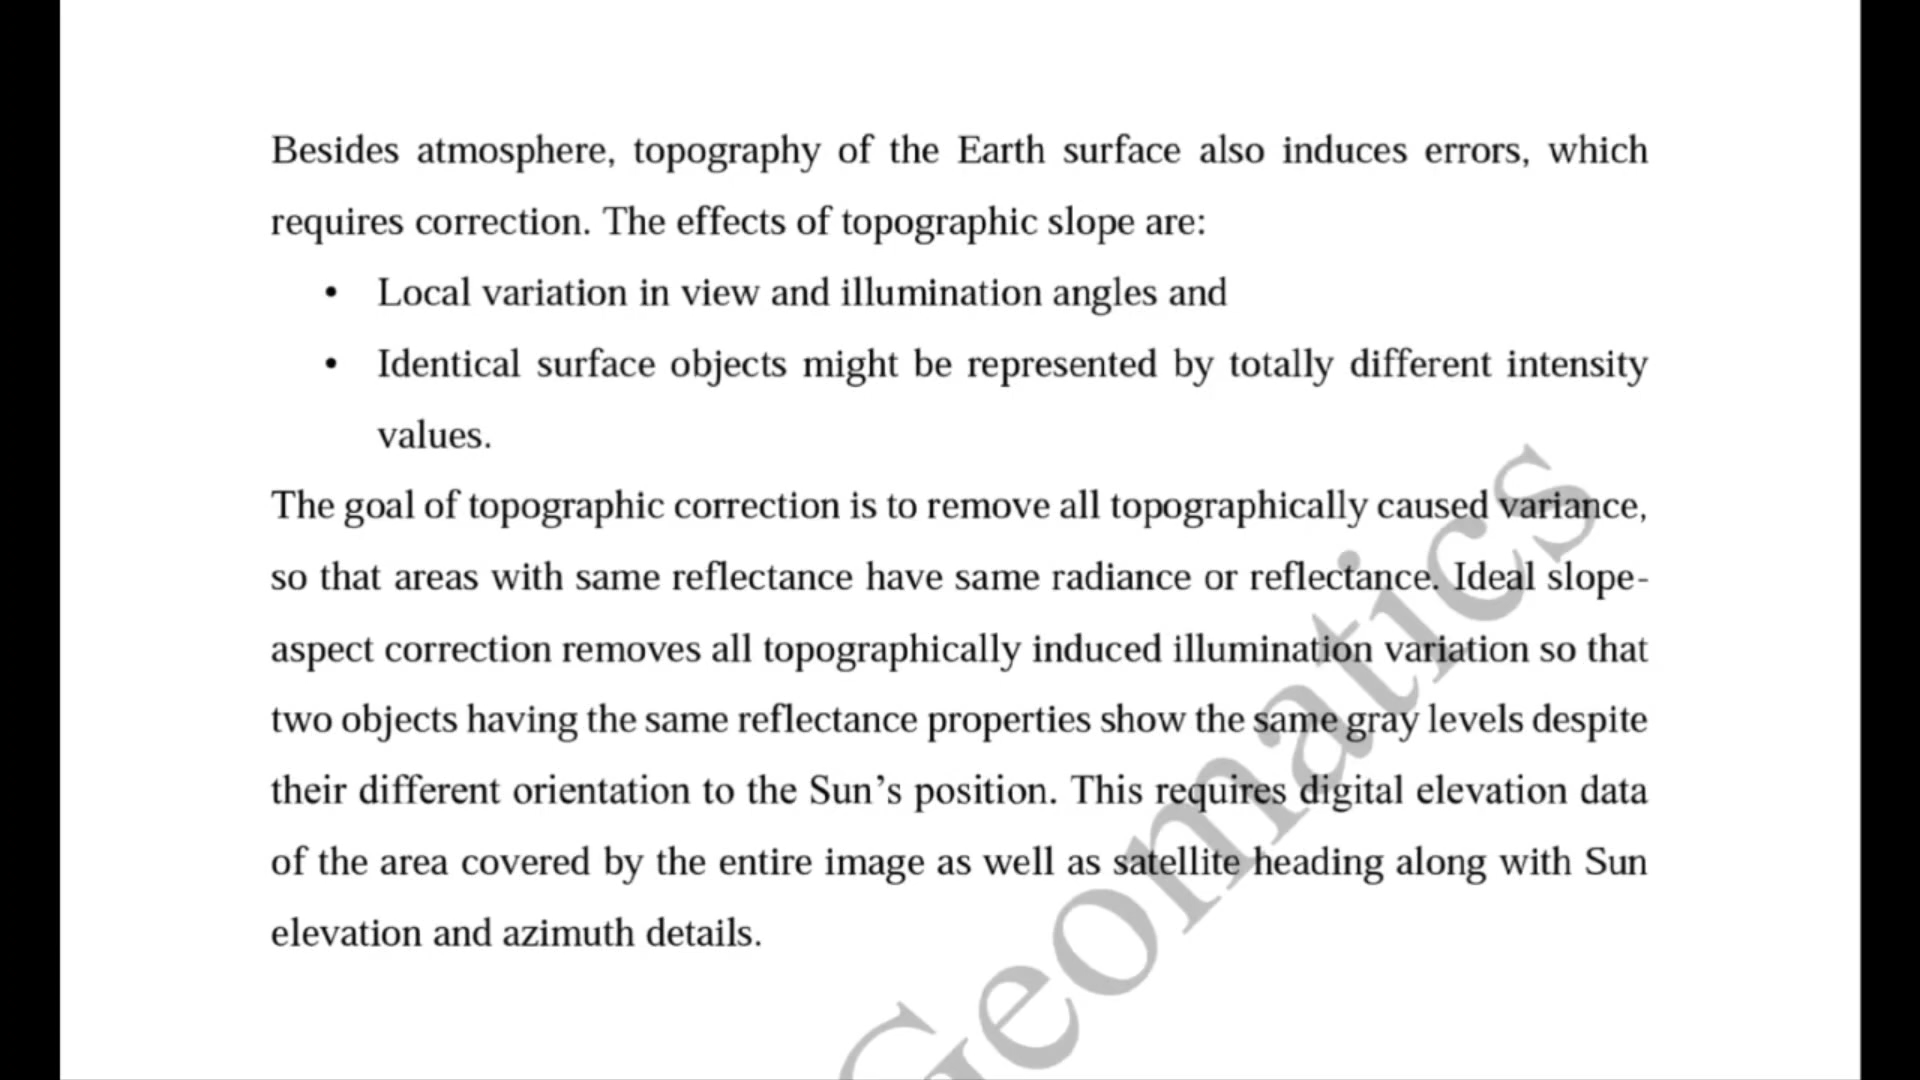 Besides atmosphere, topography of the Earth surface also induces errors, which
requires correction. The effects of topographic slope are:
• Local variation in view and illumination angles and
• Identical surface objects might be represented by totally different intensity
values.
The goal of topographic correction is to remove all topographically caused variance,
so that areas with same reflectance have same radiance or reflectance. Ideal slope-
aspect correction removes all topographically induced illumination variation so that
two objects having the same reflectance properties show the same gray levels despite
their different orientation to the Sun’s position. This requires digital elevation data
of the area covered by the entire image as well as satellite heading along with Sun
elevation and azimuth details.
Geomatics